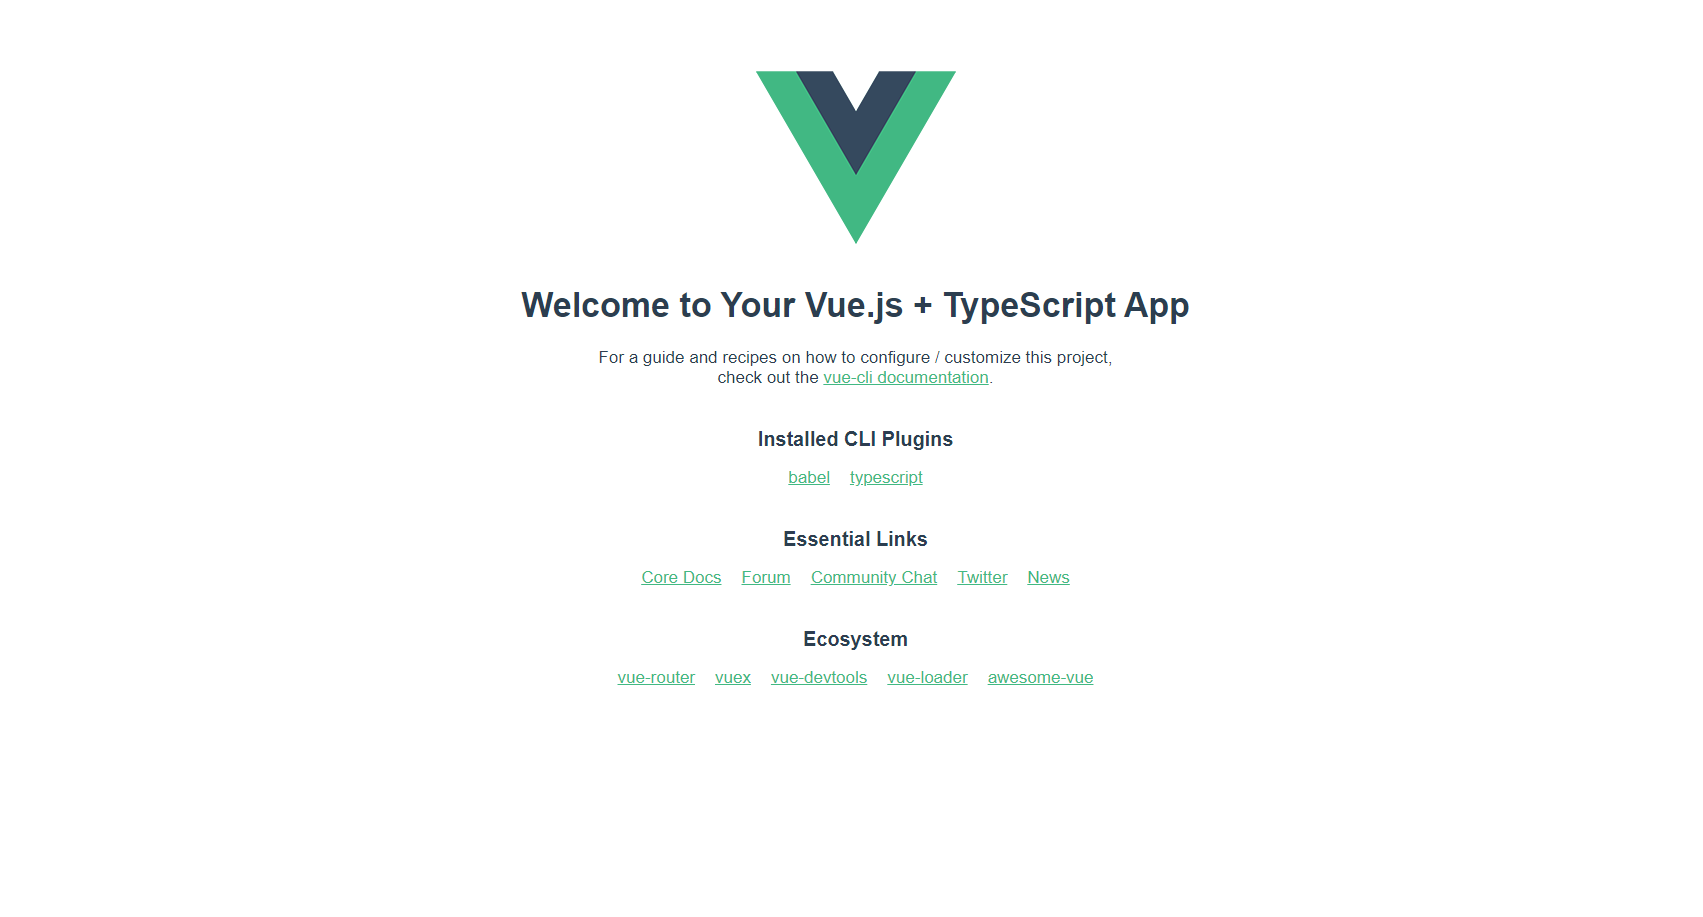 Welcome to Your Vue.js + TypeScript App
For a guide and recipes on how to configure / customize this project,
check out the vue-cli documentation.
Installed CLI Plugins
babel typescript
Essential Links
Core Docs Forum Community Chat Twitter News
Ecosystem
vue-router vuex vue-devtools vue-loader awesome-vue